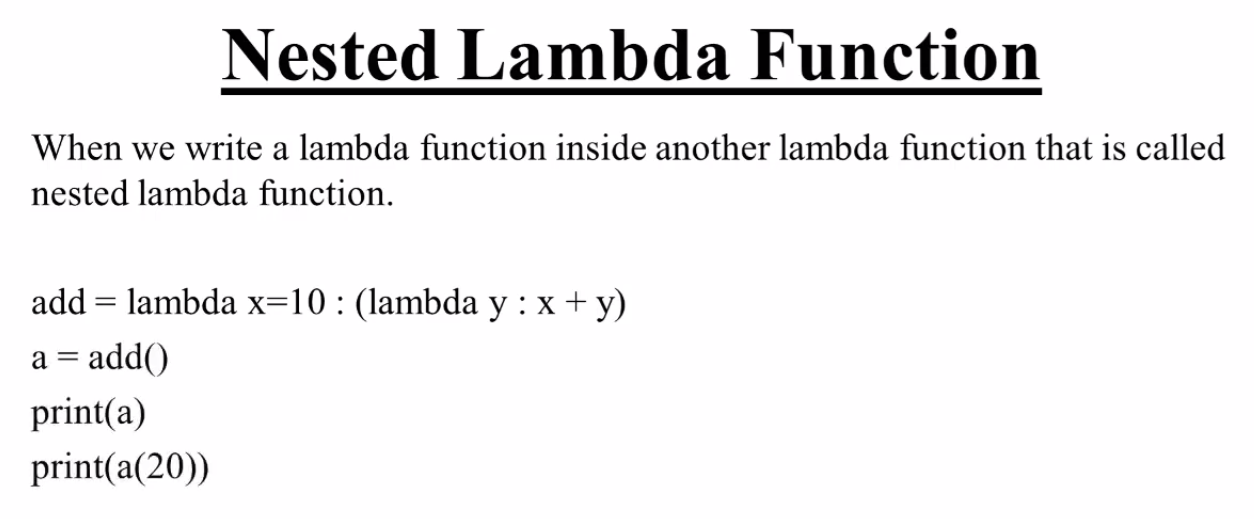 Nested Lambda Function
When we write a lambda function inside another lambda function that is called
nested lambda function.
add = lambda x=10 : (lambda y : x + y)
a = add()
print(a)
print(a(20))